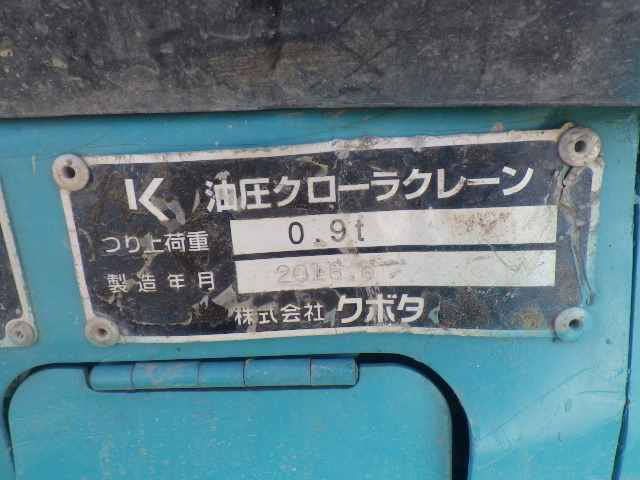 K 油圧クローラクレーン
つり上荷重 0.9t
製造年月
株式会社 クボタ